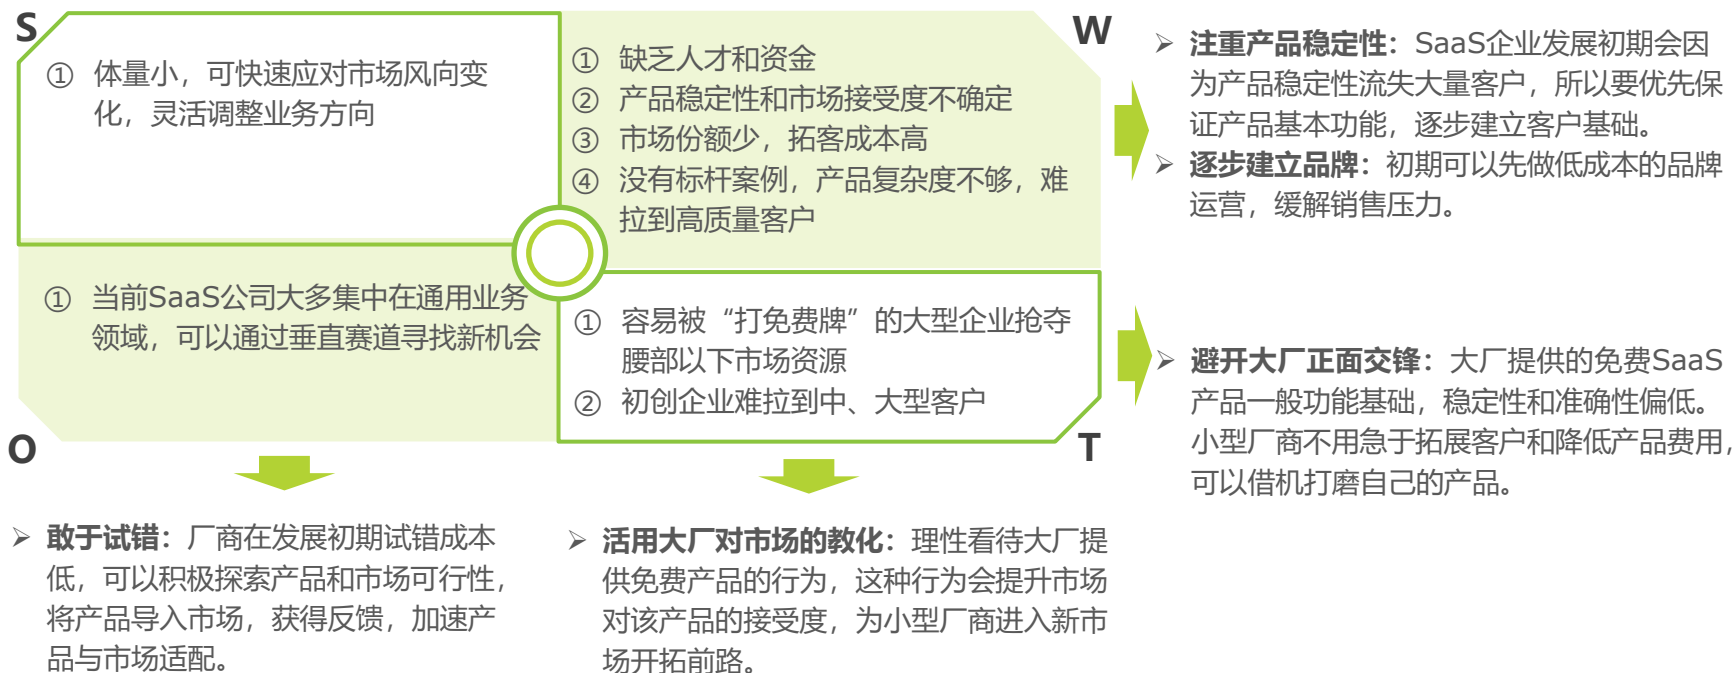 S
① 体量小，可快速应对市场风向变
化，灵活调整业务方向
W
① 缺乏人才和资金
② 产品稳定性和市场接受度不确定
③ 市场份额少，拓客成本高
④ 没有标杆案例，产品复杂度不够，难
拉到高质量客户
➢ 注重产品稳定性：SaaS企业发展初期会因
为产品稳定性流失大量客户，所以要优先保
证产品基本功能，逐步建立客户基础。
➢ 逐步建立品牌：初期可以先做低成本的品牌
运营，缓解销售压力。
O
① 当前SaaS公司大多集中在通用业务
领域，可以通过垂直赛道寻找新机会
T
① 容易被“打免费牌”的大型企业抢夺
腰部以下市场资源
② 初创企业难拉到中、大型客户
➢ 避开大厂正面交锋：大厂提供的免费SaaS
产品一般功能基础，稳定性和准确性偏低。
小型厂商不用急于拓展客户和降低产品费用，
可以借机打磨自己的产品。
➢ 敢于试错：厂商在发展初期试错成本
低，可以积极探索产品和市场可行性，
将产品导入市场，获得反馈，加速产
品与市场适配。
➢ 活用大厂对市场的教化：理性看待大厂提
供免费产品的行为，这种行为会提升市场
对该产品的接受度，为小型厂商进入新市
场开拓前路。